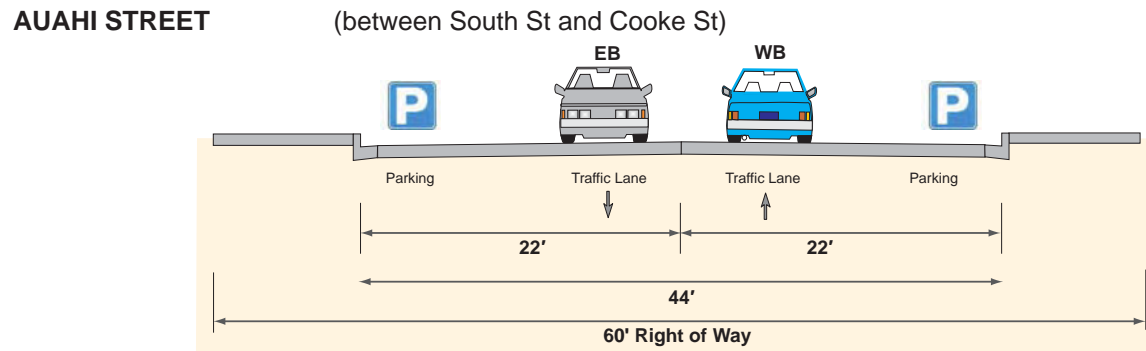 AUAHI STREET (between South St and Cooke St)
EB WB
P P
Parking Traffic Lane Traffic Lane Parking
22′ 22′
44′
60' Right of Way